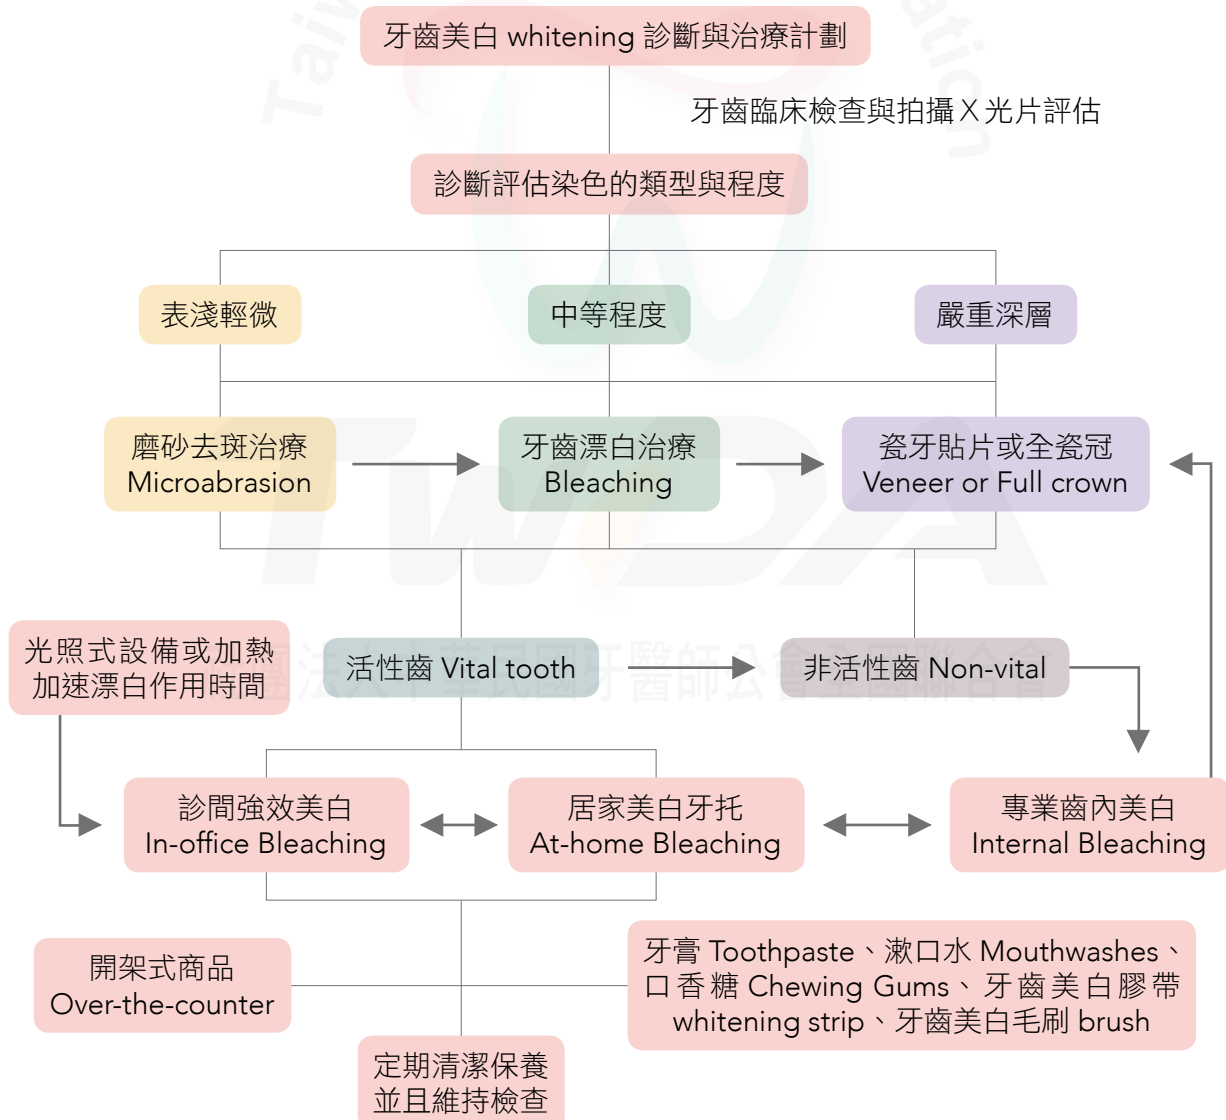 牙齒美白 whitening 診斷與治療計劃
牙齒臨床檢查與拍攝X光片評估
診斷評估染色的類型與程度
表淺輕微
中等程度
嚴重深層
磨砂去斑治療
Microabrasion
牙齒漂白治療
Bleaching
瓷牙貼片或全瓷冠
Veneer or Full crown
TwDA
光照式設備或加熱
加速漂白作用時間
活性齒 Vital tooth
非活性齒 Non-vital
診間強效美白
In-office Bleaching
居家美白牙托
At-home Bleaching
專業齒內美白
Internal Bleaching
開架式商品
Over-the-counter
牙膏 Toothpaste、漱口水 Mouthwashes、
口香糖 Chewing Gums、牙齒美白膠帶
whitening strip、牙齒美白毛刷 brush
定期清潔保養
並且維持檢查